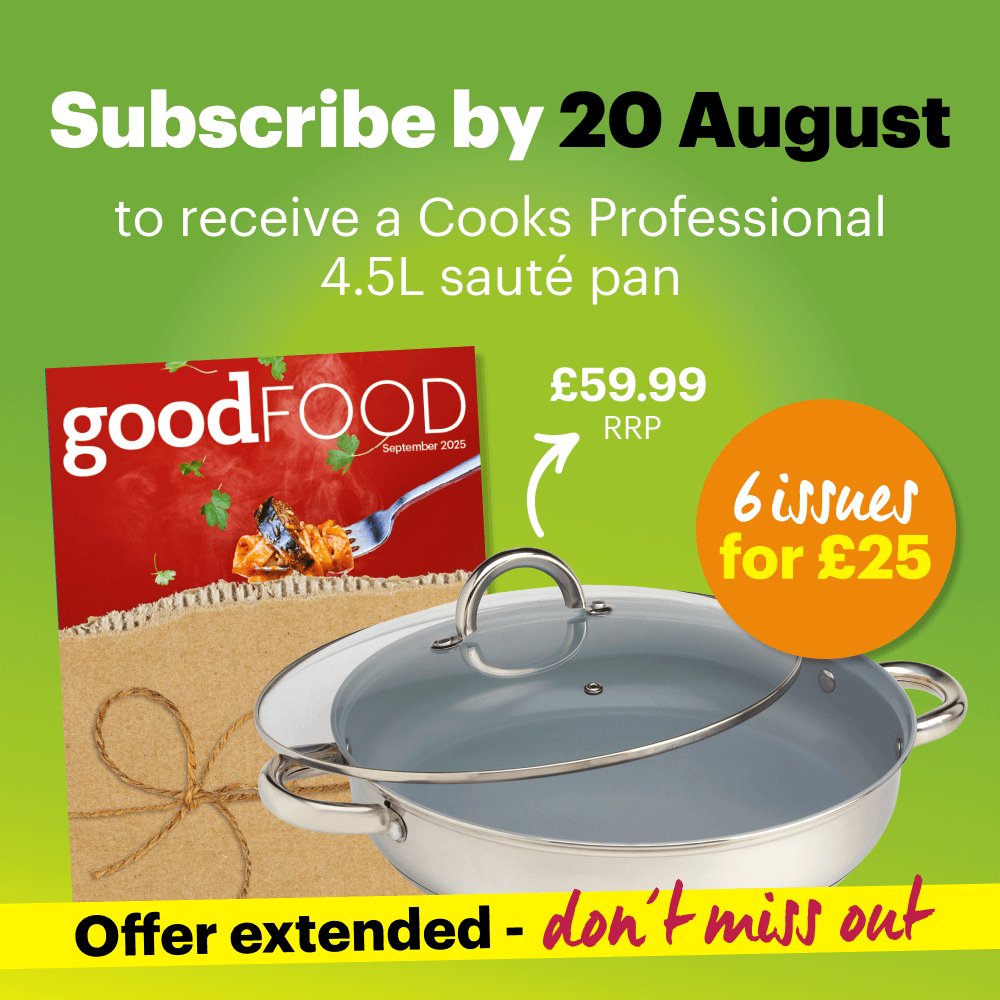 Subscribe by 20 August
to receive a Cooks Professional
4.5L sauté pan
goodFOOD
September 2025
£59.99
RRP
6 issues
for £25
Offer extended - don't miss out